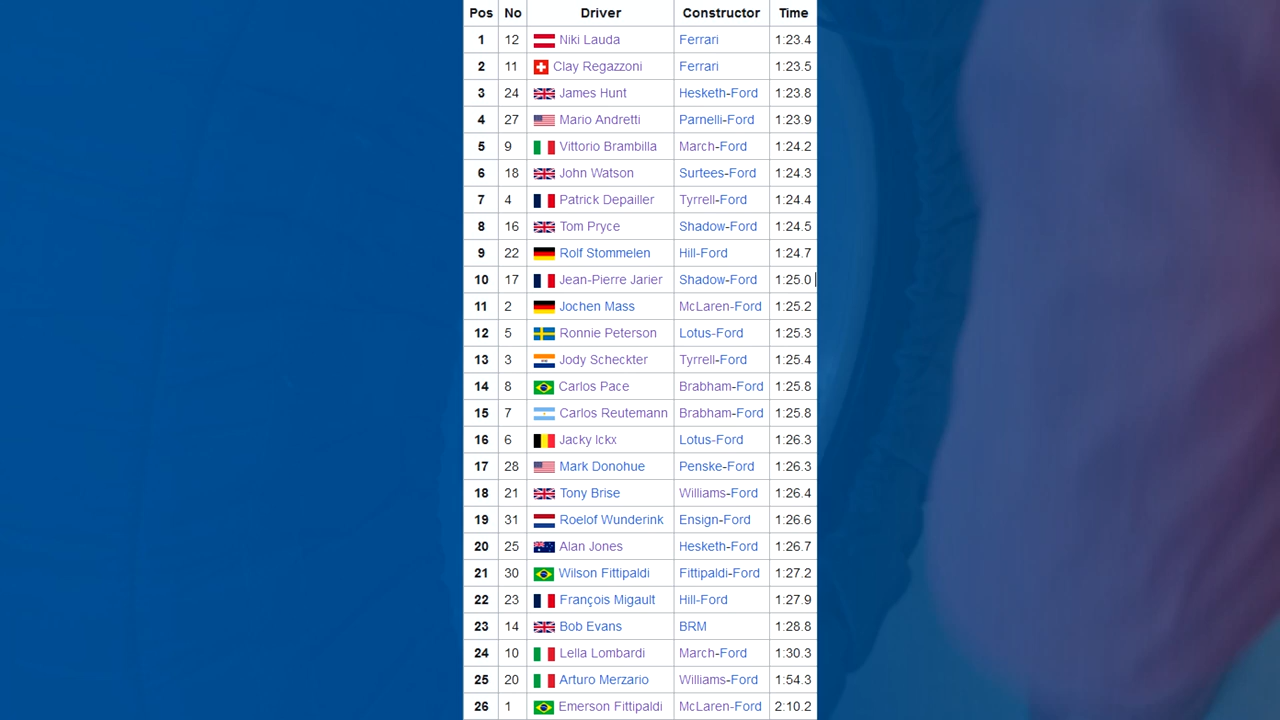 Pos No Driver Constructor Time
1 12 Niki Lauda Ferrari 1:23.4
2 11 Clay Regazzoni Ferrari 1:23.5
3 24 James Hunt Hesketh-Ford 1:23.8
4 27 Mario Andretti Parnelli-Ford 1:23.9
5 9 Vittorio Brambilla March-Ford 1:24.2
6 18 John Watson Surtees-Ford 1:24.3
7 4 Patrick Depailler Tyrrell-Ford 1:24.4
8 16 Tom Pryce Shadow-Ford 1:24.5
9 22 Rolf Stommelen Hill-Ford 1:24.7
10 17 Jean-Pierre Jarier Shadow-Ford 1:25.0
11 2 Jochen Mass McLaren-Ford 1:25.2
12 5 Ronnie Peterson Lotus-Ford 1:25.3
13 3 Jody Scheckter Tyrrell-Ford 1:25.4
14 8 Carlos Pace Brabham-Ford 1:25.8
15 7 Carlos Reutemann Brabham-Ford 1:25.8
16 6 Jacky Ickx Lotus-Ford 1:26.3
17 28 Mark Donohue Penske-Ford 1:26.3
18 21 Tony Brise Williams-Ford 1:26.4
19 31 Roelof Wunderink Ensign-Ford 1:26.6
20 25 Alan Jones Hesketh-Ford 1:26.7
21 30 Wilson Fittipaldi Fittipaldi-Ford 1:27.2
22 23 François Migault Hill-Ford 1:27.9
23 14 Bob Evans BRM 1:28.8
24 10 Lella Lombardi March-Ford 1:30.3
25 20 Arturo Merzario Williams-Ford 1:54.3
26 1 Emerson Fittipaldi McLaren-Ford 2:10.2